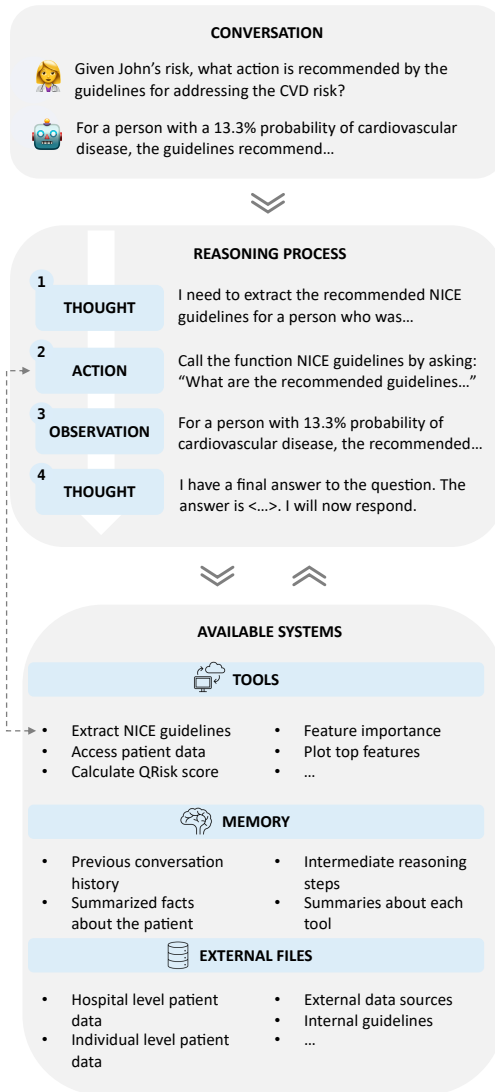 CONVERSATION
Given John's risk, what action is recommended by the
guidelines for addressing the CVD risk?
For a person with a 13.3% probability of cardiovascular
disease, the guidelines recommend…
REASONING PROCESS
1
THOUGHT
I need to extract the recommended NICE
guidelines for a person who was…
2
ACTION
Call the function NICE guidelines by asking:
“What are the recommended guidelines…”
3
OBSERVATION
For a person with 13.3% probability of
cardiovascular disease, the recommended…
4
THOUGHT
I have a final answer to the question. The
answer is <…>. I will now respond.
AVAILABLE SYSTEMS
TOOLS
• Extract NICE guidelines
• Access patient data
• Calculate QRisk score
• Feature importance
• Plot top features
• …
MEMORY
• Previous conversation
history
• Summarized facts
about the patient
• Intermediate reasoning
steps
• Summaries about each
tool
EXTERNAL FILES
• Hospital level patient
data
• Individual level patient
data
• External data sources
• Internal guidelines
• …